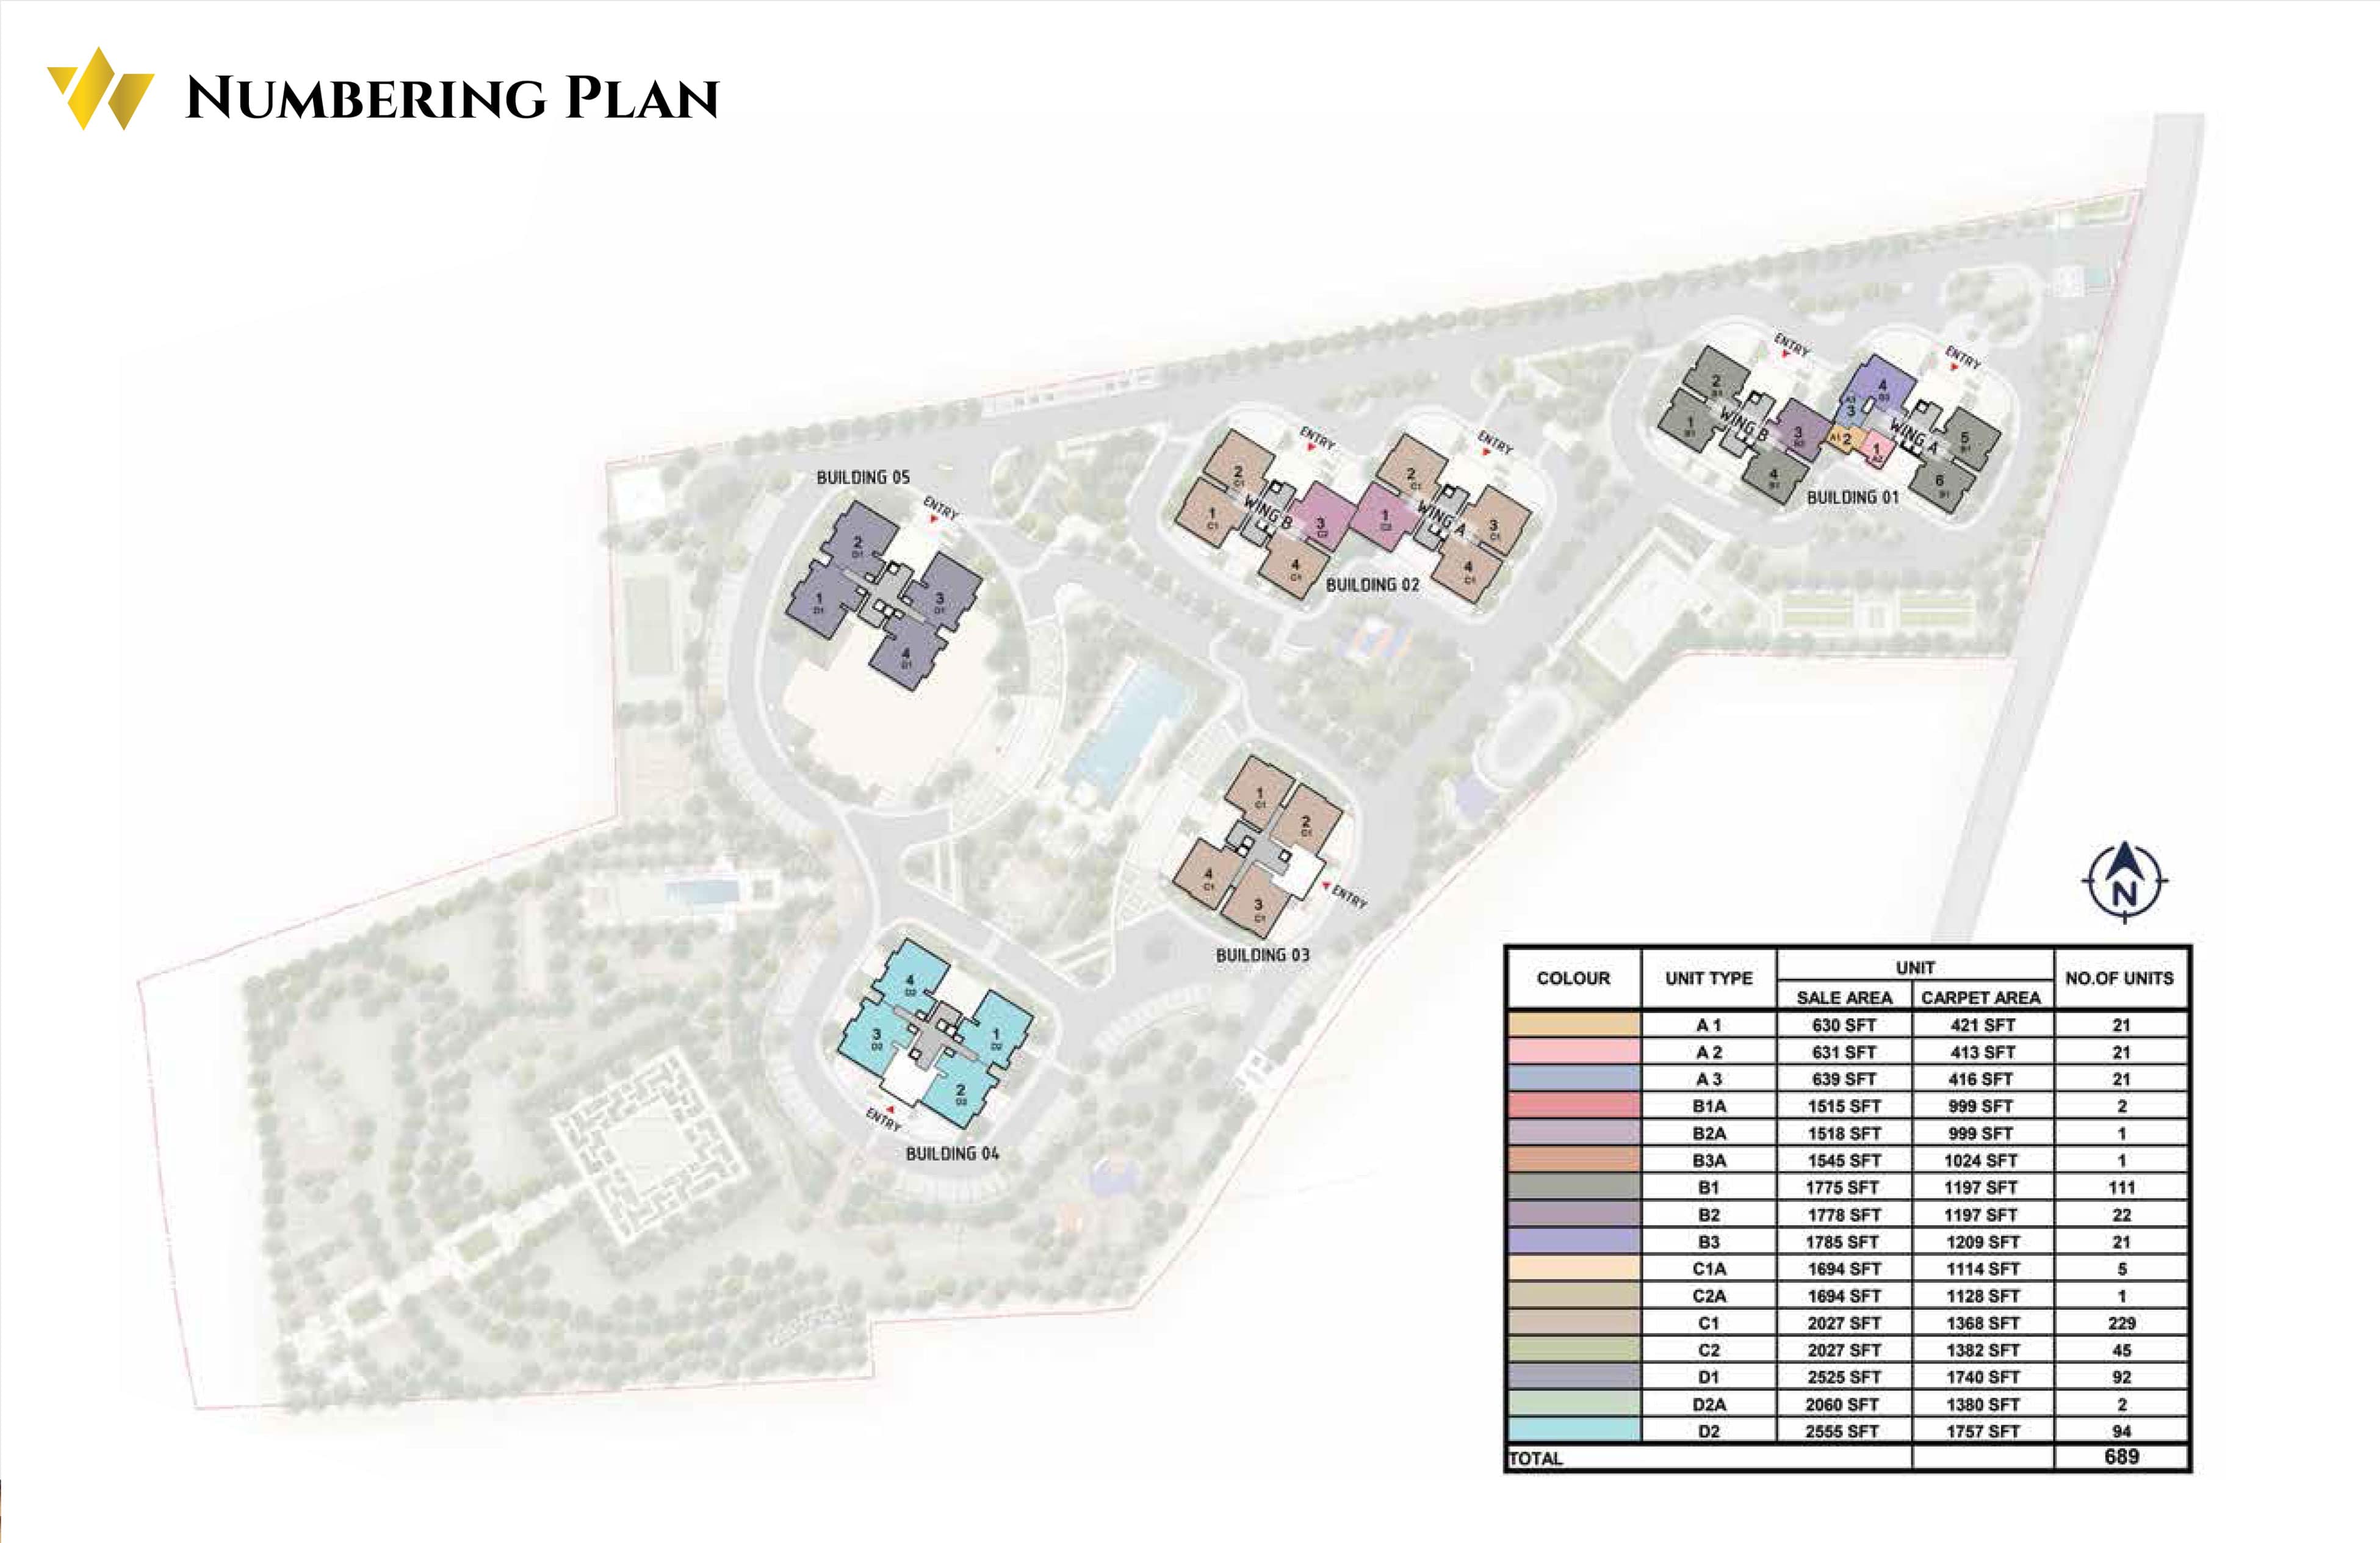 NUMBERING PLAN
ENTRY
ENTRY
2
B1
1
B1
WING B
3
B2
4
B1
4
B3
A3
3
A1 2
1
A2
WING A
5
B1
6
B1
BUILDING 01
ENTRY
ENTRY
2
C1
1
C1
WING B
3
C2
4
C1
2
C1
1
C2
WING A
3
C1
4
C1
BUILDING 02
BUILDING 05
ENTRY
2
D1
1
D1
3
D1
4
D1
1
C1
2
C1
4
C1
3
C1
ENTRY
BUILDING 03
4
D2
3
D2
1
D2
2
D2
ENTRY
BUILDING 04
N
COLOUR UNIT TYPE UNIT NO.OF UNITS
SALE AREA CARPET AREA
A 1 630 SFT 421 SFT 21
A 2 631 SFT 413 SFT 21
A 3 639 SFT 416 SFT 21
B1A 1515 SFT 999 SFT 2
B2A 1518 SFT 999 SFT 1
B3A 1545 SFT 1024 SFT 1
B1 1775 SFT 1197 SFT 111
B2 1778 SFT 1197 SFT 22
B3 1785 SFT 1209 SFT 21
C1A 1694 SFT 1114 SFT 5
C2A 1694 SFT 1128 SFT 1
C1 2027 SFT 1368 SFT 229
C2 2027 SFT 1382 SFT 45
D1 2525 SFT 1740 SFT 92
D2A 2060 SFT 1380 SFT 2
D2 2555 SFT 1757 SFT 94
TOTAL 689